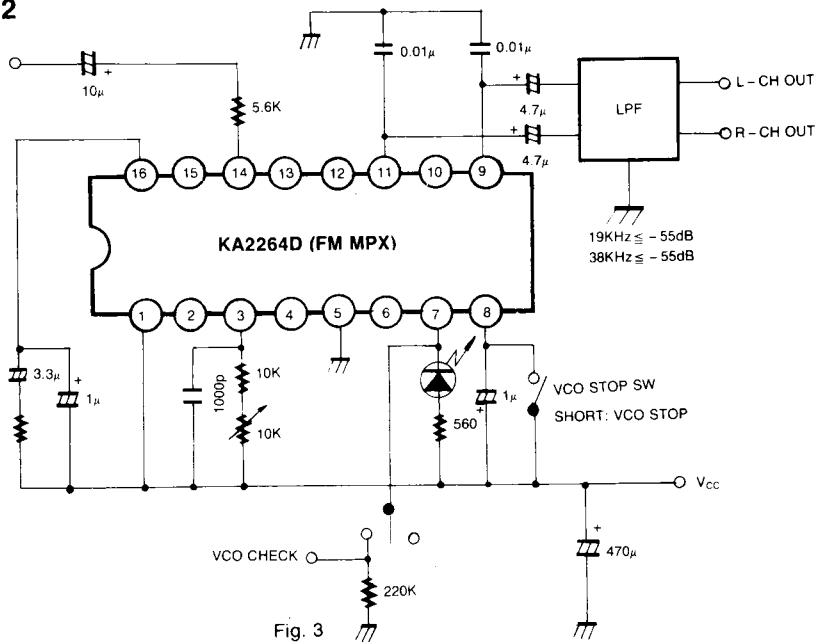 2
10μ
+
5.6K
0.01μ
0.01μ
+
4.7μ
+
4.7μ
LPF
L-CH OUT
R-CH OUT
19KHz ≦ -55dB
38KHz ≦ -55dB
16 15 14 13 12 11 10 9
KA2264D (FM MPX)
1 2 3 4 5 6 7 8
3.3μ
+
1μ
1000p
10K
10K
560
1μ
+
VCO STOP SW
SHORT: VCO STOP
VCC
+
470μ
VCO CHECK
220K
Fig. 3